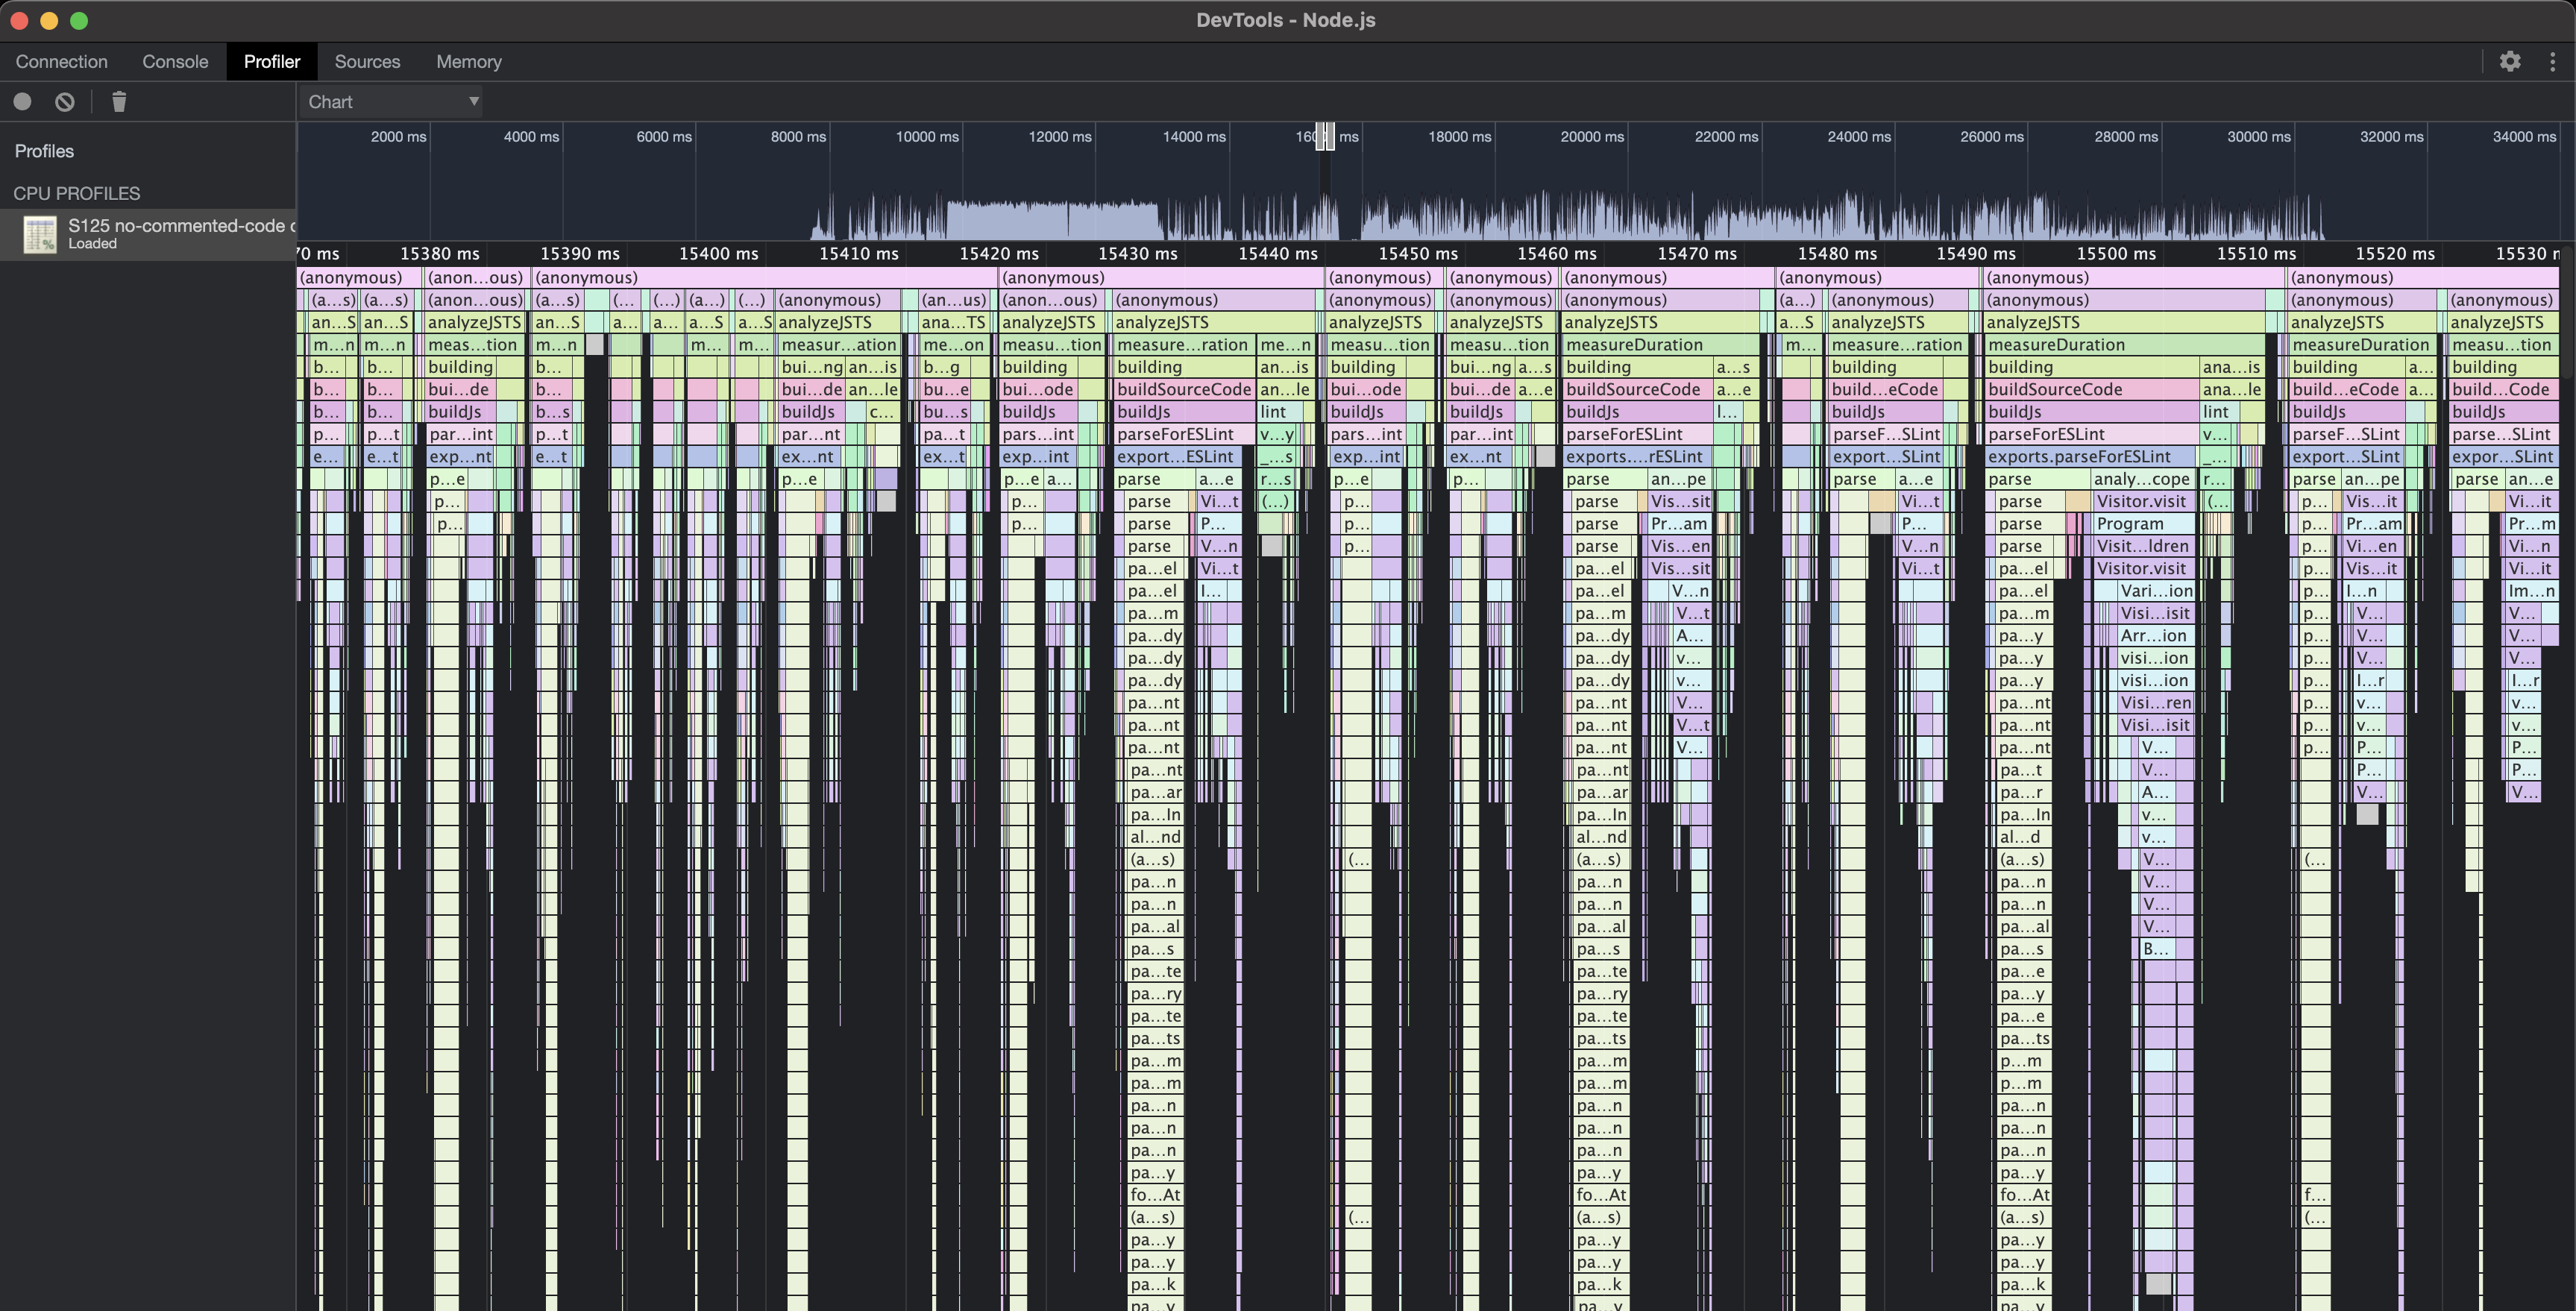 DevTools - Node.js
Connection Console Profiler Sources Memory
Chart
Profiles
CPU PROFILES
S125 no-commented-code
Loaded
2000 ms 4000 ms 6000 ms 8000 ms 10000 ms 12000 ms 14000 ms ms 18000 ms 20000 ms 22000 ms 24000 ms 26000 ms 28000 ms 30000 ms 32000 ms 34000 ms
70 ms 15380 ms 15390 ms 15400 ms 15410 ms 15420 ms 15430 ms 15440 ms 15450 ms 15460 ms 15470 ms 15480 ms 15490 ms 15500 ms 15510 ms 15520 ms 15530
(anonymous) (anon...ous) (anonymous) (anonymous) (anonymous) (anonymous) (anonymous) (anonymous) (anonymous) (anonymous)
(a...s) (a...s) (anon...ous) (a...s) (... (...) (a...) (...) (anonymous) (an...us) (anon...ous) (anonymous) (anonymous) (anonymous) (anonymous) (a...) (anonymous) (anonymous) (anonymous) (anonymous)
an...S an...S analyzeJSTS an...S a... a... a...S a...S analyzeJSTS ana...TS analyzeJSTS analyzeJSTS analyzeJSTS analyzeJSTS analyzeJSTS a...S analyzeJSTS analyzeJSTS analyzeJSTS analyzeJSTS
m...n m...n meas...tion m...n m... m... measur...ation me...on measu...tion measure...ration me...n measu...tion measu...tion measureDuration m... measure...ration measureDuration measureDuration measu...tion
b... b... building b... bui...ng an...is b...g building building an...is building bui...ng a...s building a...s building building ana...is building a... building
b... b... bui...de b... bui...de an...le bu...e bui...ode buildSourceCode an...le bui...ode bui...de a...e buildSourceCode a...e build...eCode buildSourceCode ana...le build...eCode a... build...Code
b... b... buildJs b...s buildJs c... bu...s buildJs buildJs lint buildJs buildJs buildJs l... buildJs buildJs lint buildJs buildJs
p... p...t par...int p...t par...nt pa...t pars...int parseForESLint v...y pars...int par...int parseForESLint parseF...SLint parseForESLint v... parseF...SLint parse...SLint
e... e...t exp...nt e...t ex...nt ex...t exp...int export...ESLint _...s exp...int ex...nt exports....rESLint export...SLint exports.parseForESLint _... export...SLint expor...SLint
p...e p...e p...e a... parse a...e r...s p...e p... parse an...pe parse a...e parse analy...cope r... parse an...pe parse an...e
p... p... parse Vi...t (...) p... parse Vis...sit Vi...t parse Visitor.visit (... p... Vis...it Vi...it
p... p... parse P... p... parse Pr...am P... parse Program p... Pr...am Pr...m
parse V...n p... parse Vis...en V...n parse Visit...ldren p... Vi...en Vi...n
pa...el Vi...t pa...el Vis...sit Vi...t pa...el Visitor.visit p... Vis...it Vi...it
pa...el I... pa...el V...n pa...el Vari...ion p... I...n Im...n
pa...m pa...m V...t pa...m Visi...isit p... V... V...
pa...dy pa...dy A... pa...y Arr...ion p... V... V...
pa...dy pa...dy v... pa...y visi...ion p... V... V...
pa...dy pa...dy v... pa...y visi...ion p... I...r I...r
pa...nt pa...nt V... pa...nt Visi...ren p... v... v...
pa...nt pa...nt V...t pa...nt Visi...isit p... v... v...
pa...nt pa...nt V... pa...nt V... p... P... P...
pa...nt pa...nt pa...t V... P... P...
pa...ar pa...ar pa...r A... V... V...
pa...In pa...In pa...In v...
al...nd al...nd al...d v...
(a...s) (... (a...s) (a...s) V... (...
pa...n pa...n pa...n V...
pa...n pa...n pa...n V...
pa...al pa...al pa...al V...
pa...s pa...s pa...s B...
pa...te pa...te pa...e
pa...ry pa...ry pa...y
pa...te pa...te pa...e
pa...ts pa...ts pa...ts
pa...m pa...m p...m
pa...m pa...m p...m
pa...n pa...n pa...n
pa...n pa...n pa...n
pa...n pa...n pa...n
pa...y pa...y pa...y
fo...At fo...At fo...At f...
(a...s) (... (a...s) (a...s) (...
pa...y pa...y pa...y
pa...y pa...y pa...y
pa...k pa...k pa...k
pa...y pa...y pa...y